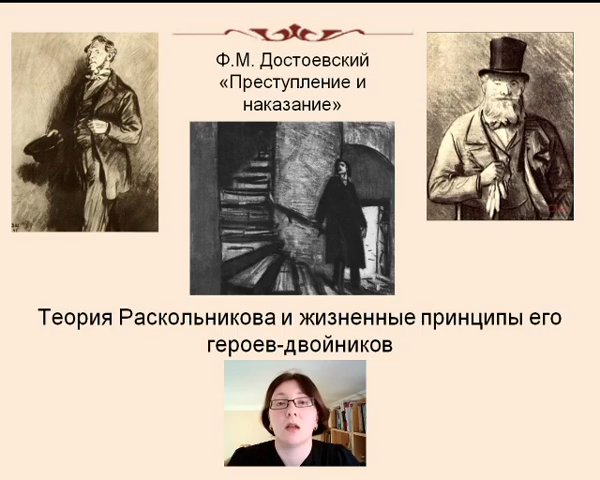 Ф.М. Достоевский
«Преступление и
наказание»
Теория Раскольникова и жизненные принципы его
героев-двойников